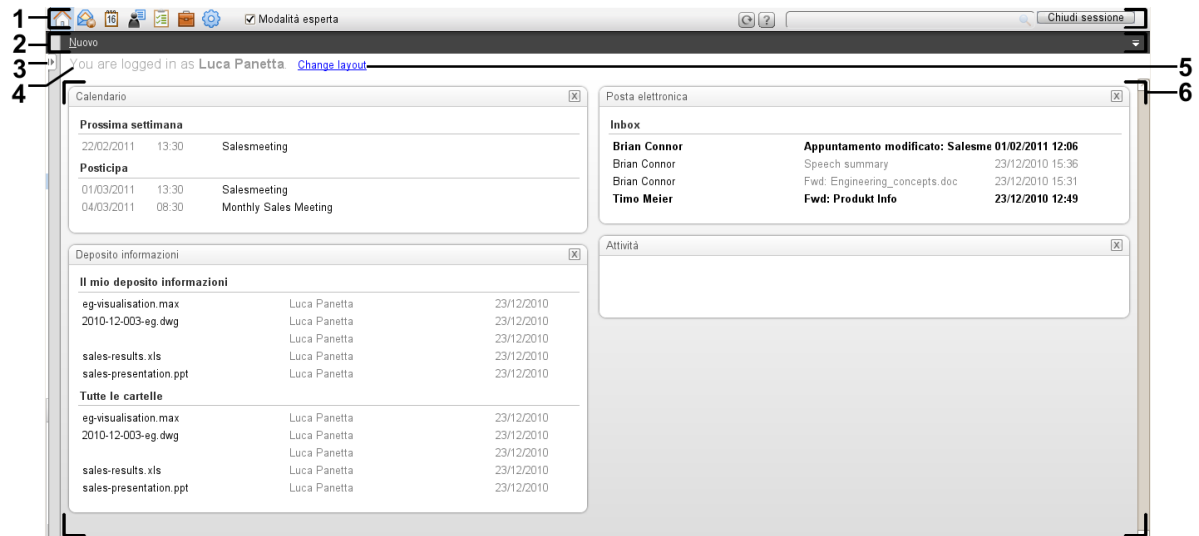 1
16 Modalità esperta ? Chiudi sessione
2
Nuovo
3
You are logged in as Luca Panetta. Change layout
5
4
6
Calendario X
Prossima settimana
22/02/2011 13:30 Salesmeeting
Posticipa
01/03/2011 13:30 Salesmeeting
04/03/2011 08:30 Monthly Sales Meeting
Posta elettronica X
Inbox
Brian Connor Appuntamento modificato: Salesme 01/02/2011 12:06
Brian Connor Speech summary 23/12/2010 15:36
Brian Connor Fwd: Engineering_concepts.doc 23/12/2010 15:31
Timo Meier Fwd: Produkt Info 23/12/2010 12:49
Deposito informazioni X
Il mio deposito informazioni
eg-visualisation.max Luca Panetta 23/12/2010
2010-12-003-eg.dwg Luca Panetta 23/12/2010
Luca Panetta 23/12/2010
sales-results.xls Luca Panetta 23/12/2010
sales-presentation.ppt Luca Panetta 23/12/2010
Tutte le cartelle
eg-visualisation.max Luca Panetta 23/12/2010
2010-12-003-eg.dwg Luca Panetta 23/12/2010
Luca Panetta 23/12/2010
sales-results.xls Luca Panetta 23/12/2010
sales-presentation.ppt Luca Panetta 23/12/2010
Attività X